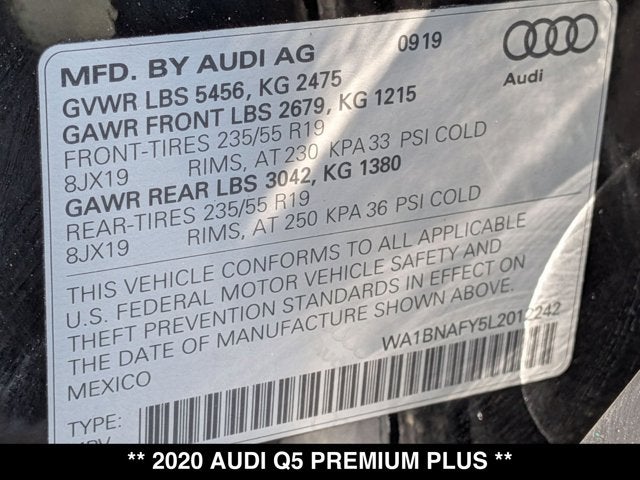 MFD. BY AUDI AG 0919
Audi
GVWR LBS 5456, KG 2475
GAWR FRONT LBS 2679, KG 1215
FRONT-TIRES 235/55 R19
8JX19 RIMS, AT 230 KPA 33 PSI COLD
GAWR REAR LBS 3042, KG 1380
REAR-TIRES 235/55 R19
8JX19 RIMS, AT 250 KPA 36 PSI COLD
THIS VEHICLE CONFORMS TO ALL APPLICABLE
U.S. FEDERAL MOTOR VEHICLE SAFETY AND
THEFT PREVENTION STANDARDS IN EFFECT ON
THE DATE OF MANUFACTURE SHOWN ABOVE.
MEXICO WA1BNAFY5L2012242
TYPE:
** 2020 AUDI Q5 PREMIUM PLUS **